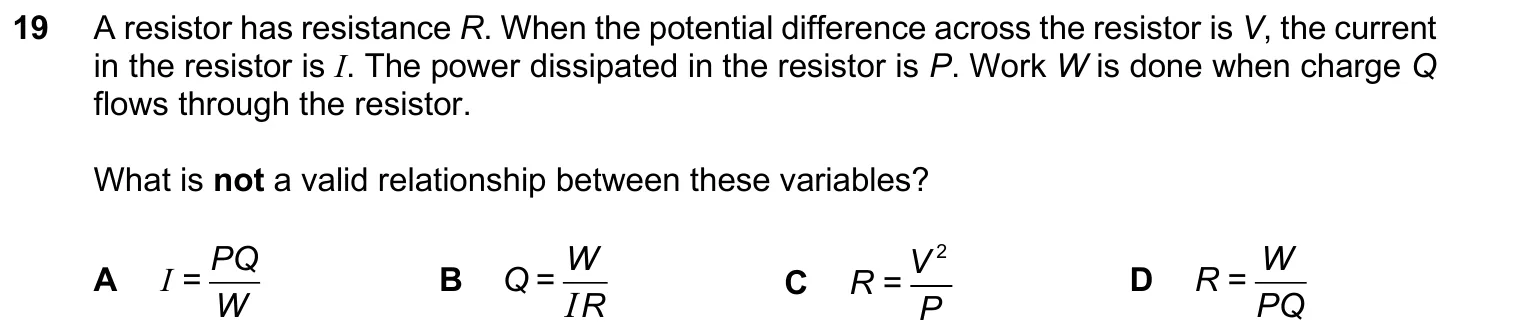 19 A resistor has resistance R. When the potential difference across the resistor is V, the current
in the resistor is I. The power dissipated in the resistor is P. Work W is done when charge Q
flows through the resistor.
What is not a valid relationship between these variables?
A I = PQ/W B Q = W/IR C R = V²/P D R = W/PQ